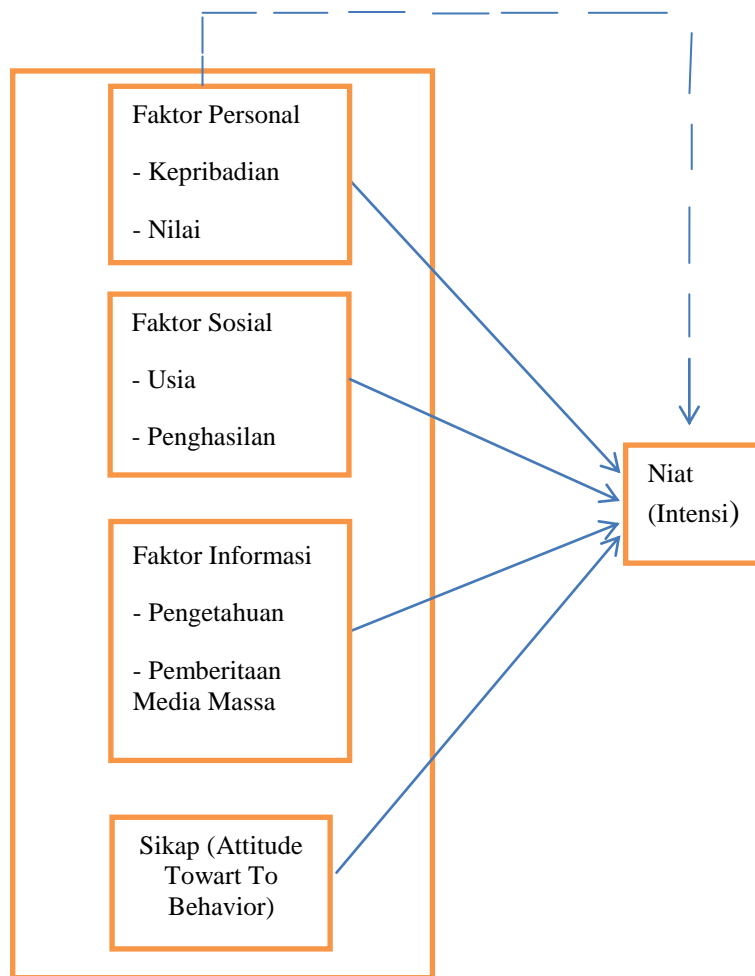 Faktor Personal
- Kepribadian
- Nilai
Faktor Sosial
- Usia
- Penghasilan
Faktor Informasi
- Pengetahuan
- Pemberitaan
Media Massa
Sikap (Attitude
Towart To
Behavior)
Niat
(Intensi)